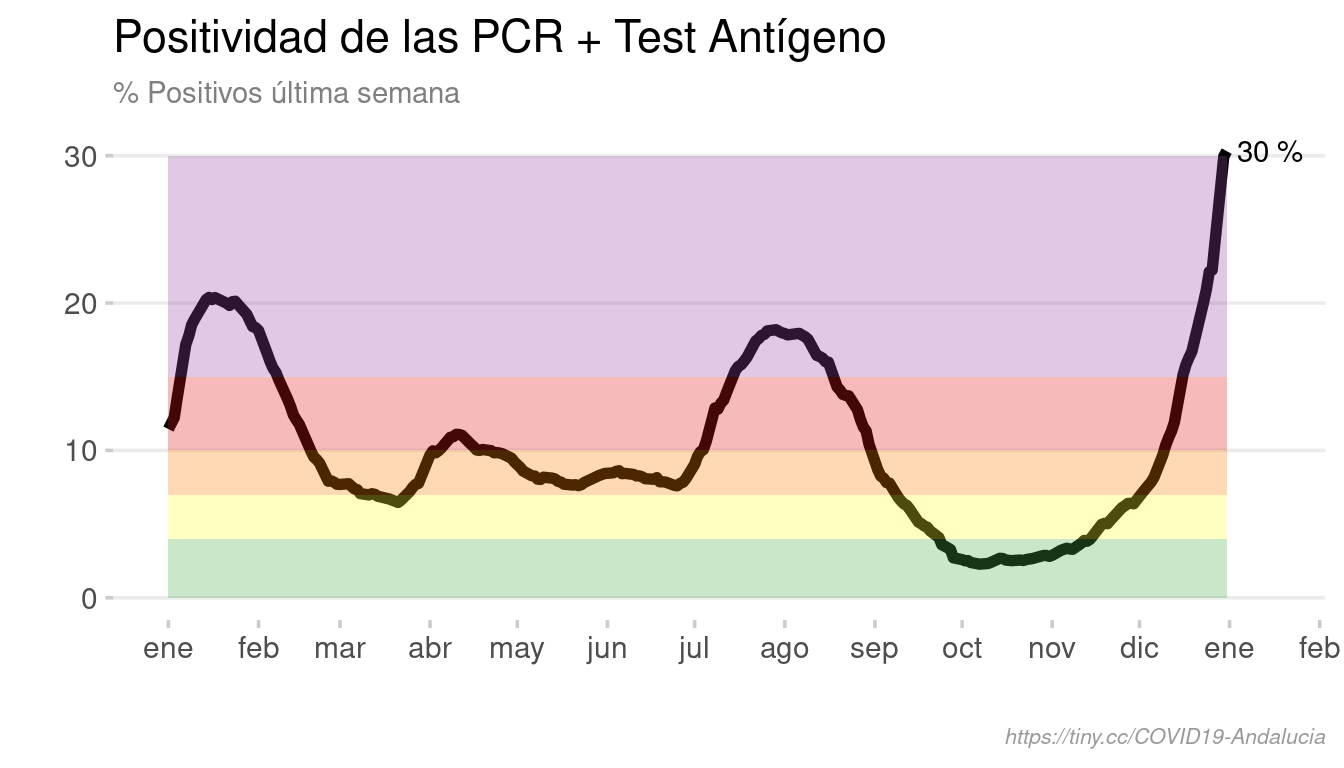 Positividad de las PCR + Test Antígeno
% Positivos última semana
30
30 %
20
10
0
ene feb mar abr may jun jul ago sep oct nov dic ene feb
https://tiny.cc/COVID19-Andalucia